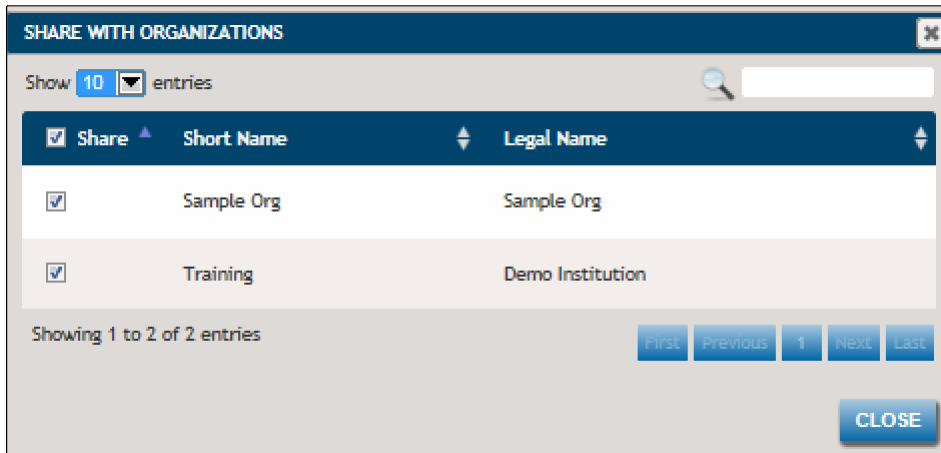 SHARE WITH ORGANIZATIONS
Show 10 entries
Share Short Name Legal Name
Sample Org Sample Org
Training Demo Institution
Showing 1 to 2 of 2 entries First Previous 1 Next Last
CLOSE